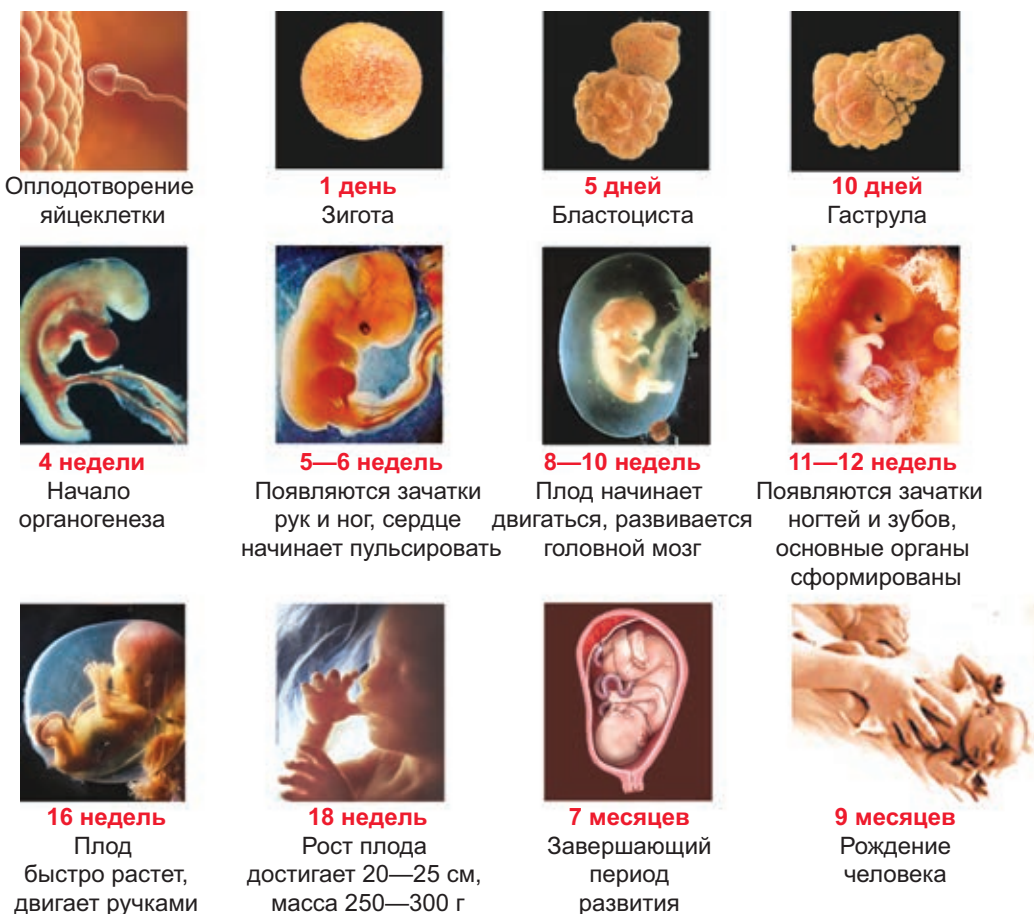 Оплодотворение
яйцеклетки
1 день
Зигота
5 дней
Бластоциста
10 дней
Гаструла
4 недели
Начало
органогенеза
5—6 недель
Появляются зачатки
рук и ног, сердце
начинает пульсировать
8—10 недель
Плод начинает
двигаться, развивается
головной мозг
11—12 недель
Появляются зачатки
ногтей и зубов,
основные органы
сформированы
16 недель
Плод
быстро растет,
двигает ручками
18 недель
Рост плода
достигает 20—25 см,
масса 250—300 г
7 месяцев
Завершающий
период
развития
9 месяцев
Рождение
человека